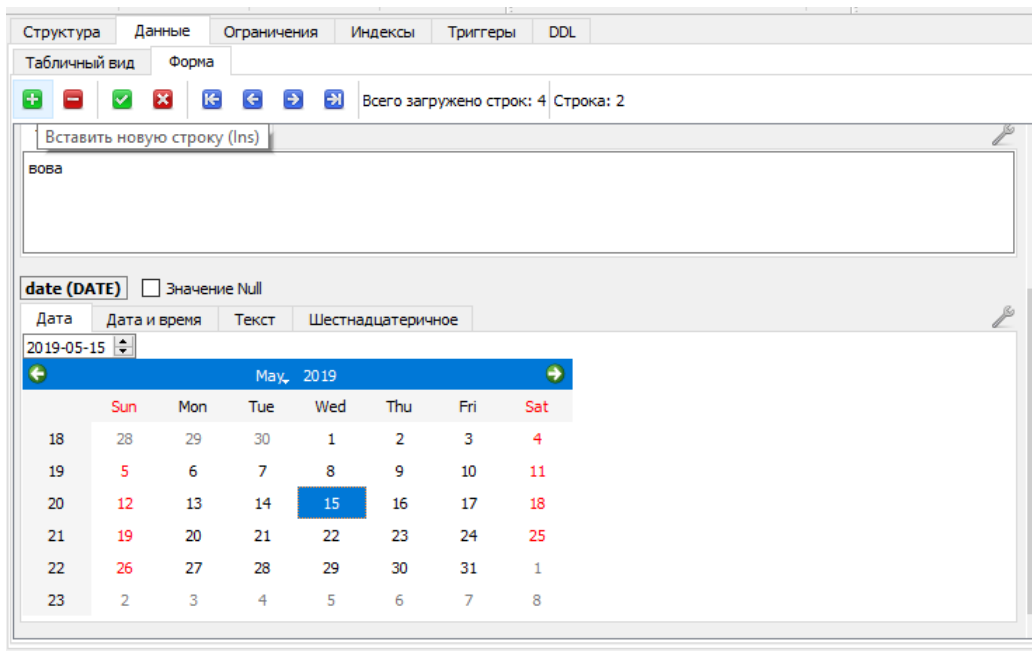 Структура Данные Ограничения Индексы Триггеры DDL
Табличный вид Форма
Всего загружено строк: 4 Строка: 2
Вставить новую строку (Ins)
вова
date (DATE) Значение Null
Дата Дата и время Текст Шестнадцатеричное
2019-05-15
May, 2019
Sun Mon Tue Wed Thu Fri Sat
18 28 29 30 1 2 3 4
19 5 6 7 8 9 10 11
20 12 13 14 15 16 17 18
21 19 20 21 22 23 24 25
22 26 27 28 29 30 31 1
23 2 3 4 5 6 7 8